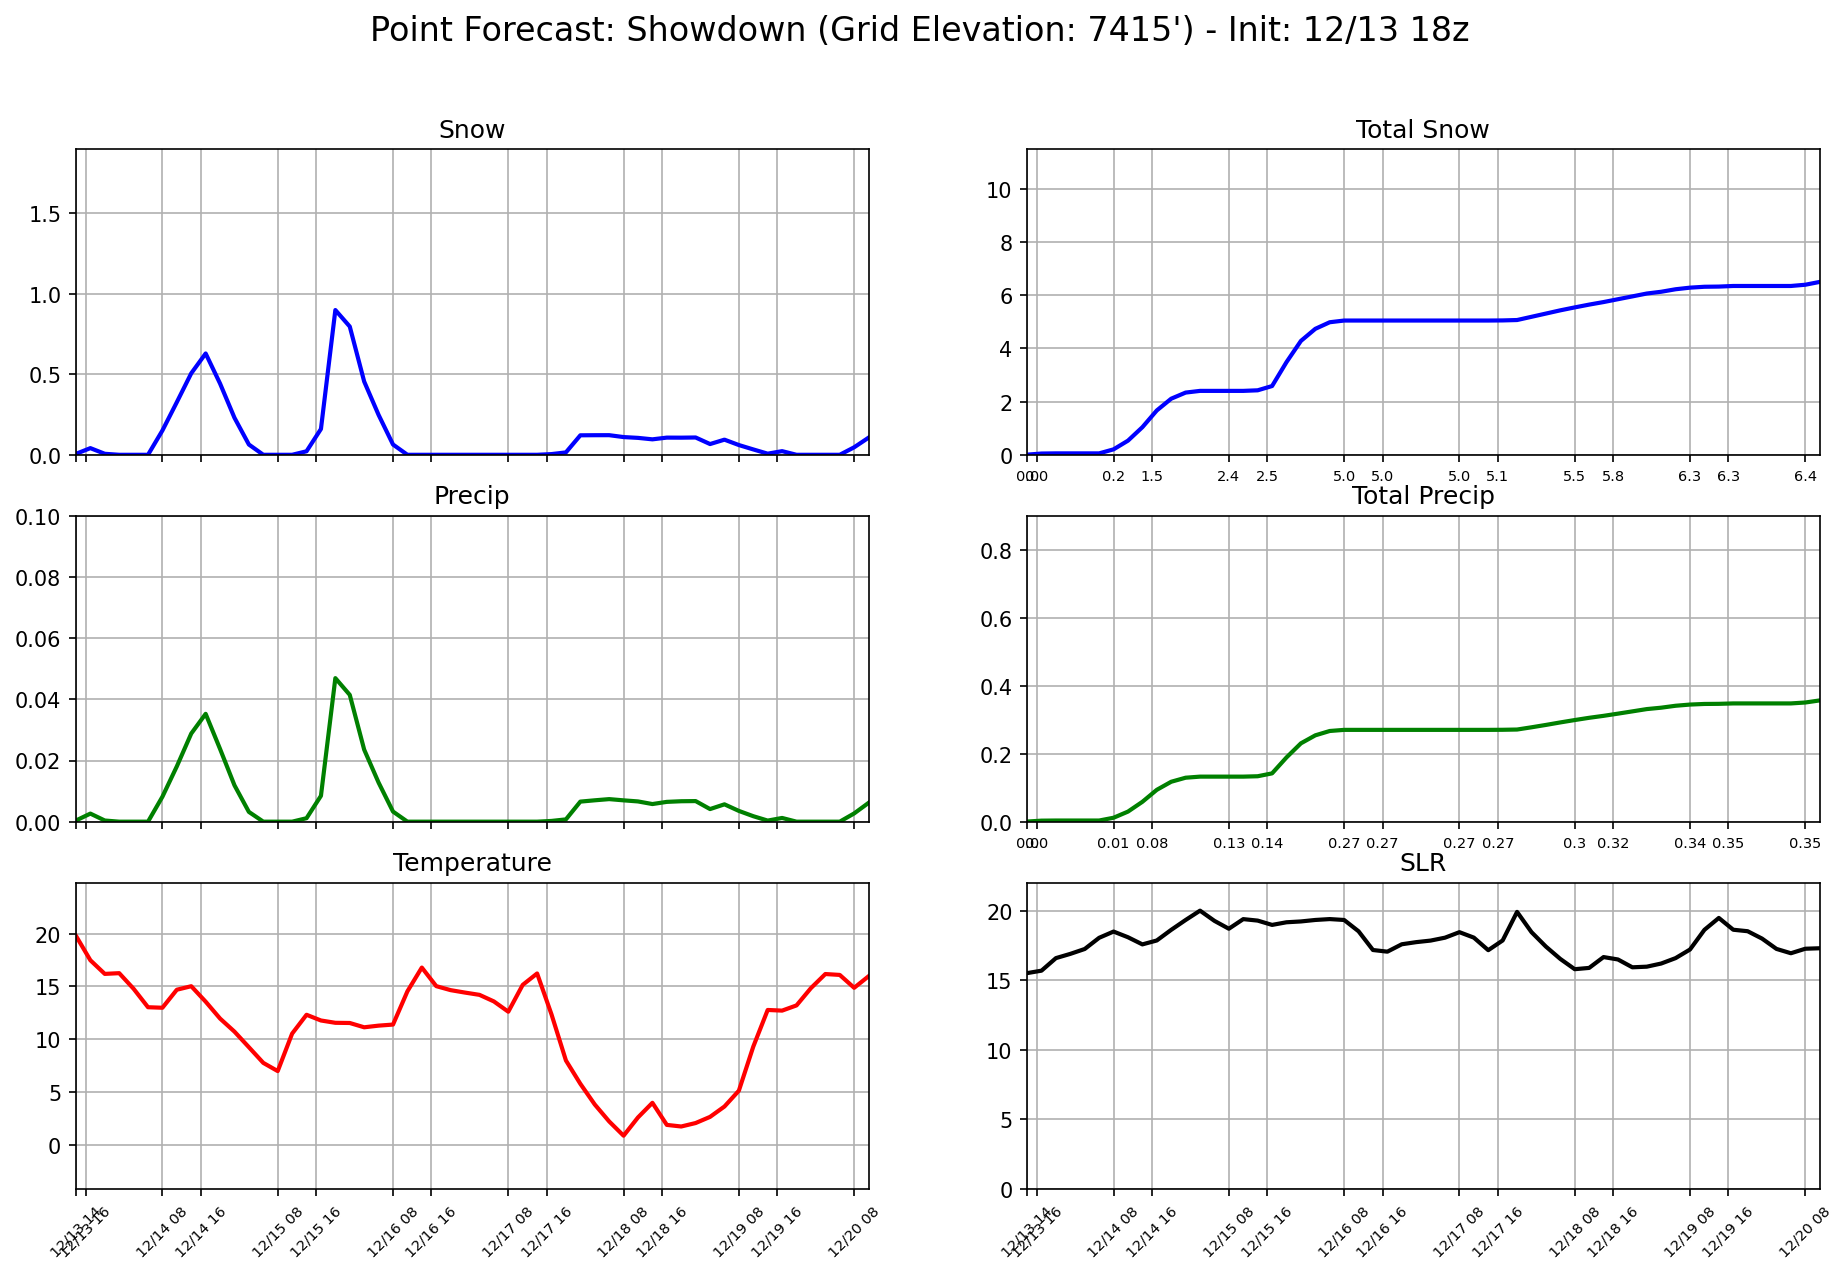 Point Forecast: Showdown (Grid Elevation: 7415') - Init: 12/13 18z
Snow
1.5
1.0
0.5
0.0
Total Snow
10
8
6
4
2
0
0.2 1.5 2.4 2.5 5.0 5.0 5.0 5.1 5.5 5.8 6.3 6.3 6.4
Precip
0.10
0.08
0.06
0.04
0.02
0.00
Total Precip
0.8
0.6
0.4
0.2
0.0
0.01 0.08 0.13 0.14 0.27 0.27 0.27 0.27 0.3 0.32 0.34 0.35 0.35
Temperature
20
15
10
5
0
12/13 16 12/14 08 12/14 16 12/15 08 12/15 16 12/16 08 12/16 16 12/17 08 12/17 16 12/18 08 12/18 16 12/19 08 12/19 16 12/20 08
SLR
20
15
10
5
0
12/13 16 12/14 08 12/14 16 12/15 08 12/15 16 12/16 08 12/16 16 12/17 08 12/17 16 12/18 08 12/18 16 12/19 08 12/19 16 12/20 08